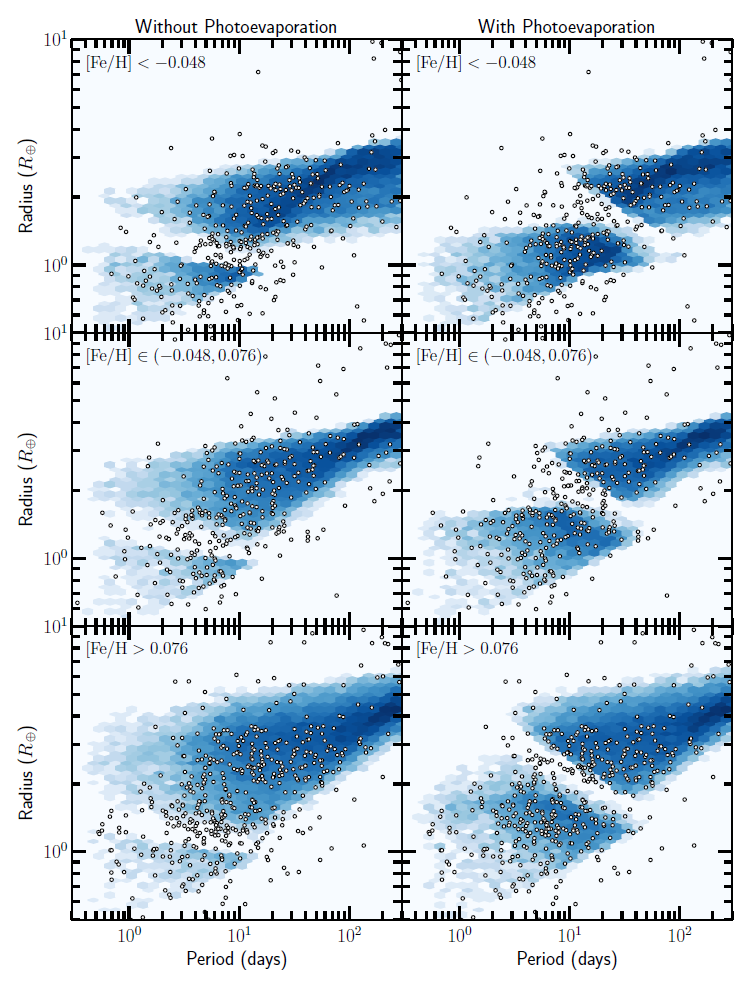 Without Photoevaporation
With Photoevaporation
10¹
[Fe/H] < −0.048
[Fe/H] < −0.048
Radius (R⊕)
10⁰
10¹
[Fe/H] ∈ (−0.048, 0.076)
[Fe/H] ∈ (−0.048, 0.076)
Radius (R⊕)
10⁰
10¹
[Fe/H > 0.076
[Fe/H > 0.076
Radius (R⊕)
10⁰
10⁰ 10¹ 10²
10⁰ 10¹ 10²
Period (days)
Period (days)